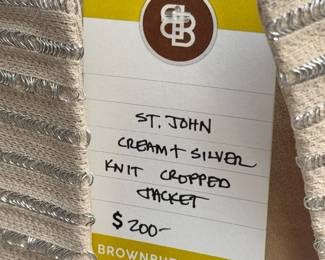 ST. JOHN
CREAM + SILVER
KNIT CROPPED
JACKET
$200-